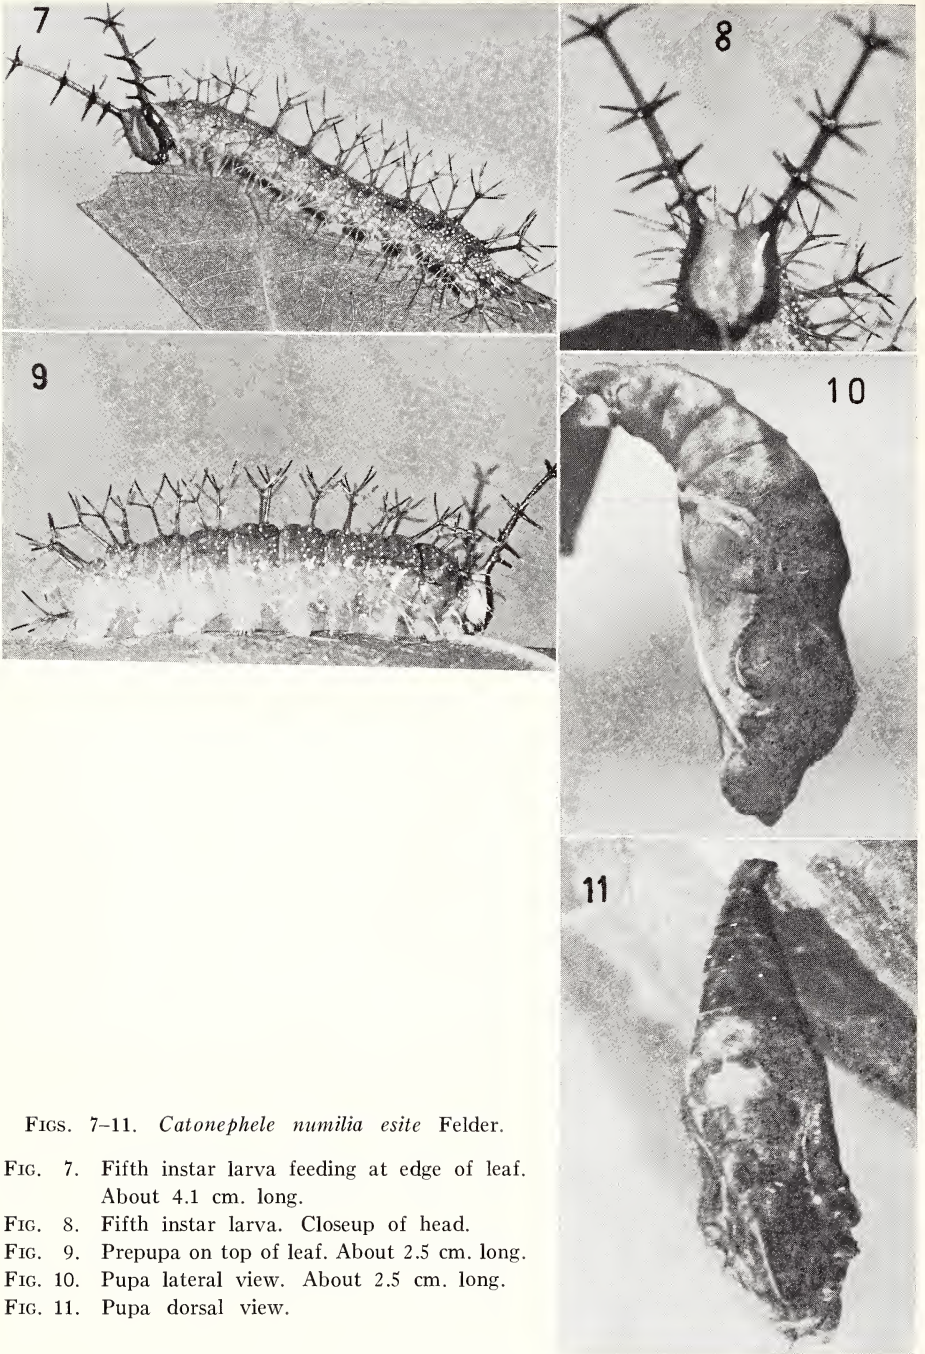 7
8
9
10
11
FIGS. 7–11. Catonephele numilia esite Felder.
FIG. 7. Fifth instar larva feeding at edge of leaf.
About 4.1 cm. long.
FIG. 8. Fifth instar larva. Closeup of head.
FIG. 9. Prepupa on top of leaf. About 2.5 cm. long.
FIG. 10. Pupa lateral view. About 2.5 cm. long.
FIG. 11. Pupa dorsal view.